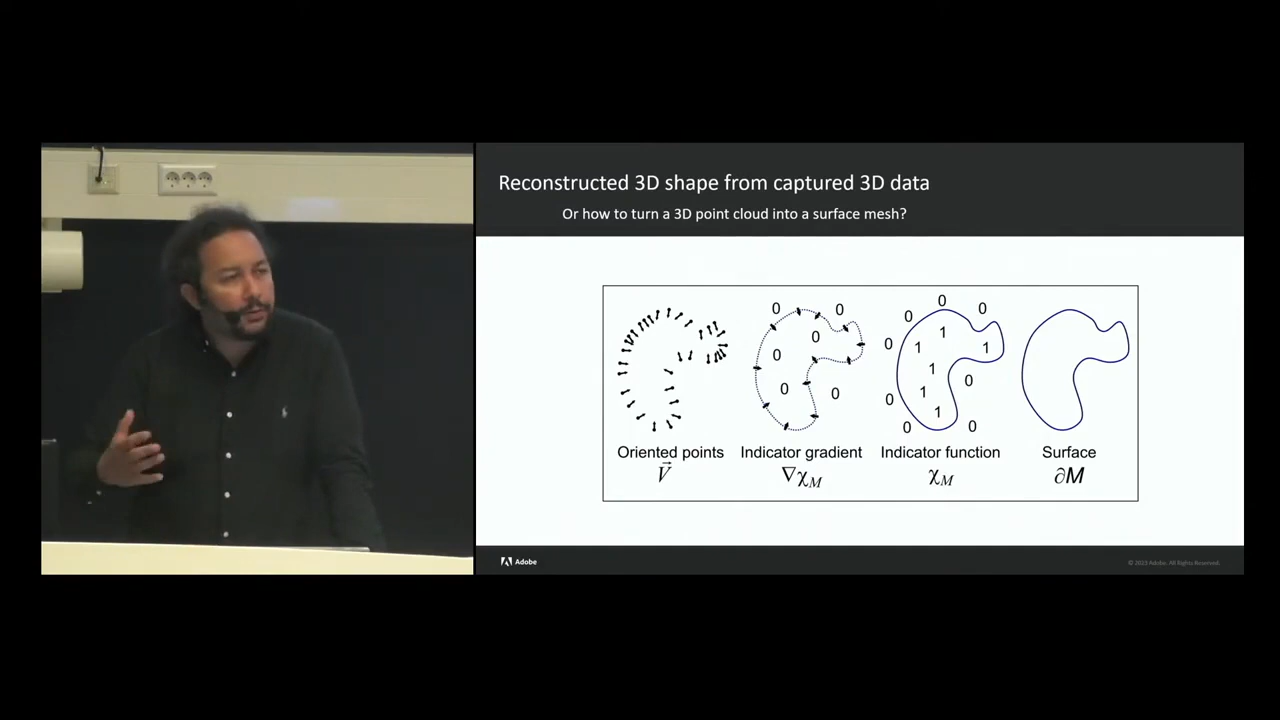 Reconstructed 3D shape from captured 3D data
Or how to turn a 3D point cloud into a surface mesh?
0 0 0 0 0 0
0 0 0 1 1 1 1 1 1 0 0 0 0 0
Oriented points Indicator gradient Indicator function Surface
V⃗ ∇χM χM ∂M
Adobe
© 2023 Adobe. All Rights Reserved.